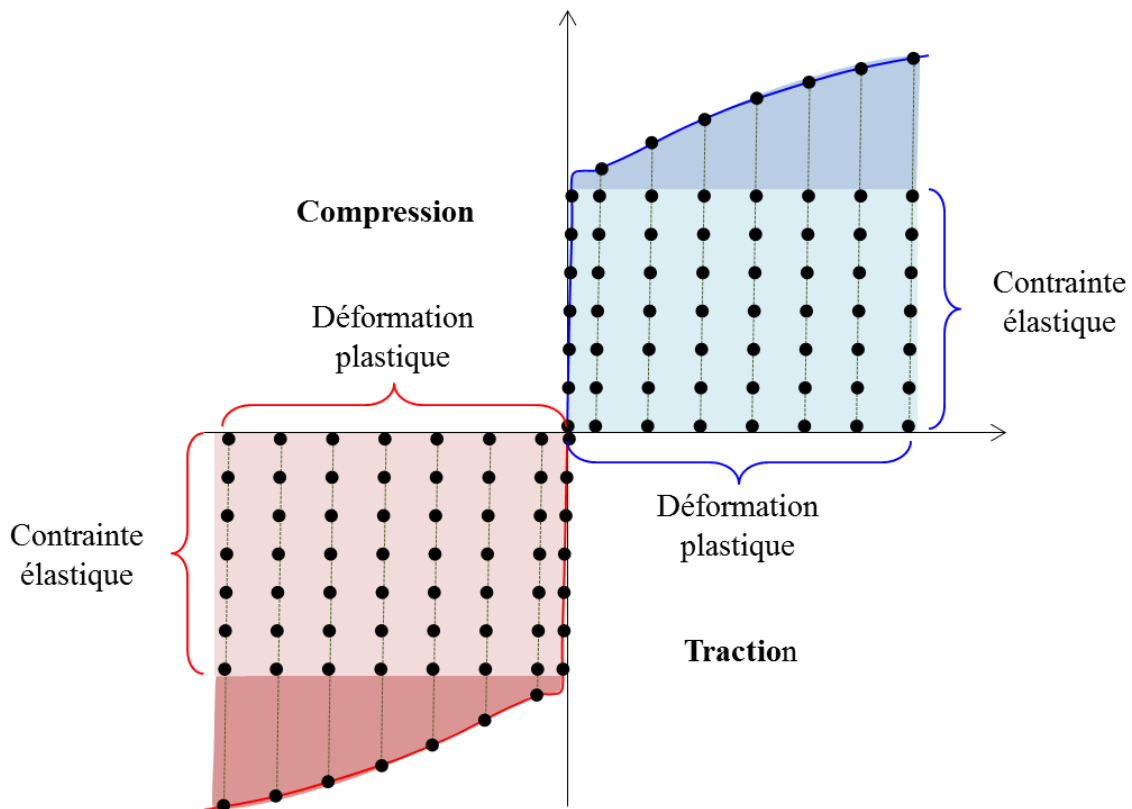 Compression
Contrainte
élastique
Déformation
plastique
Contrainte
élastique
Déformation
plastique
Traction